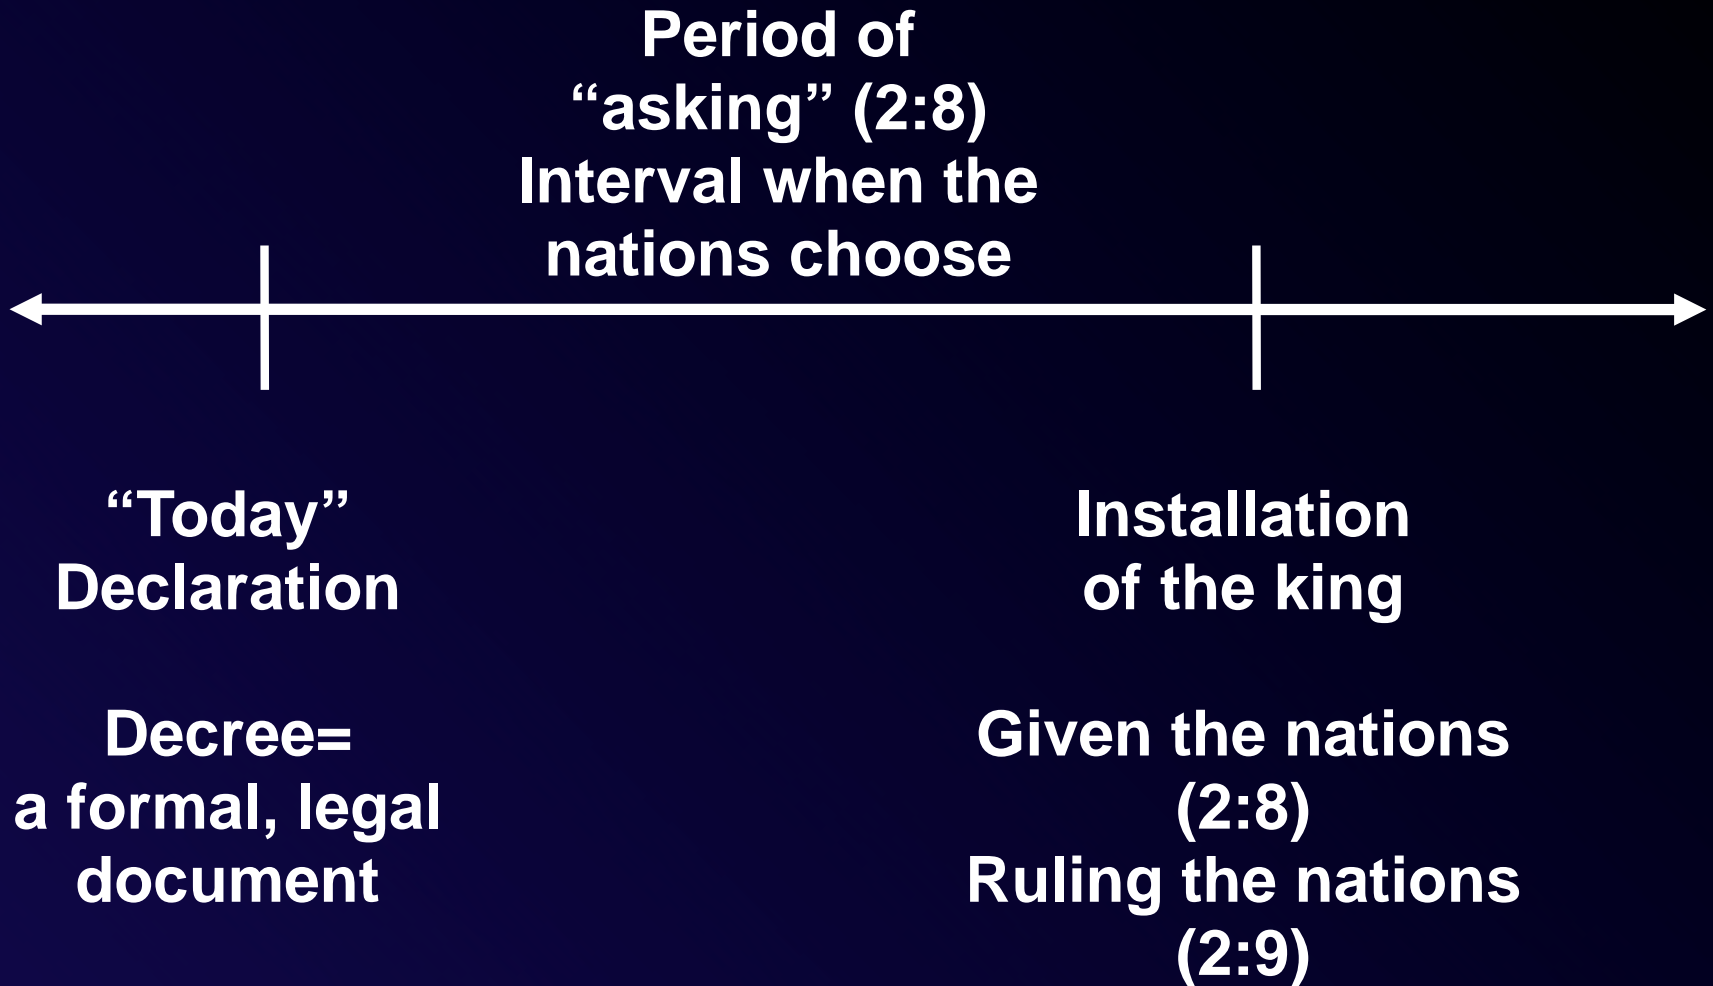 Period of
“asking” (2:8)
Interval when the
nations choose
“Today”
Declaration
Decree=
a formal, legal
document
Installation
of the king
Given the nations
(2:8)
Ruling the nations
(2:9)